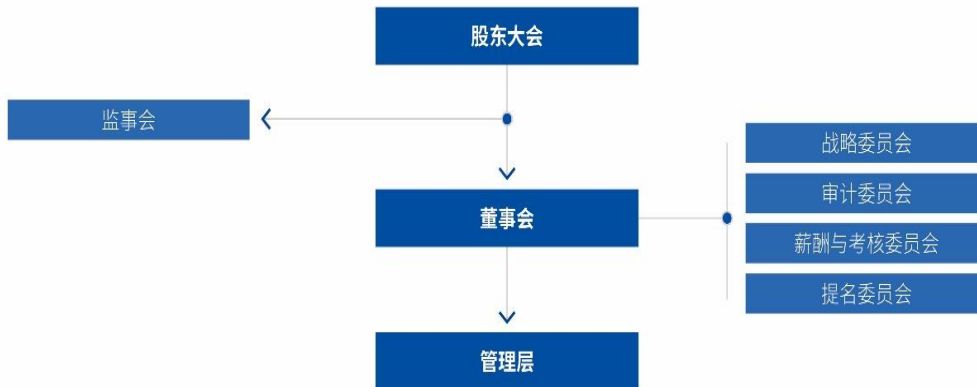 股东大会
监事会
战略委员会
审计委员会
董事会
薪酬与考核委员会
提名委员会
管理层